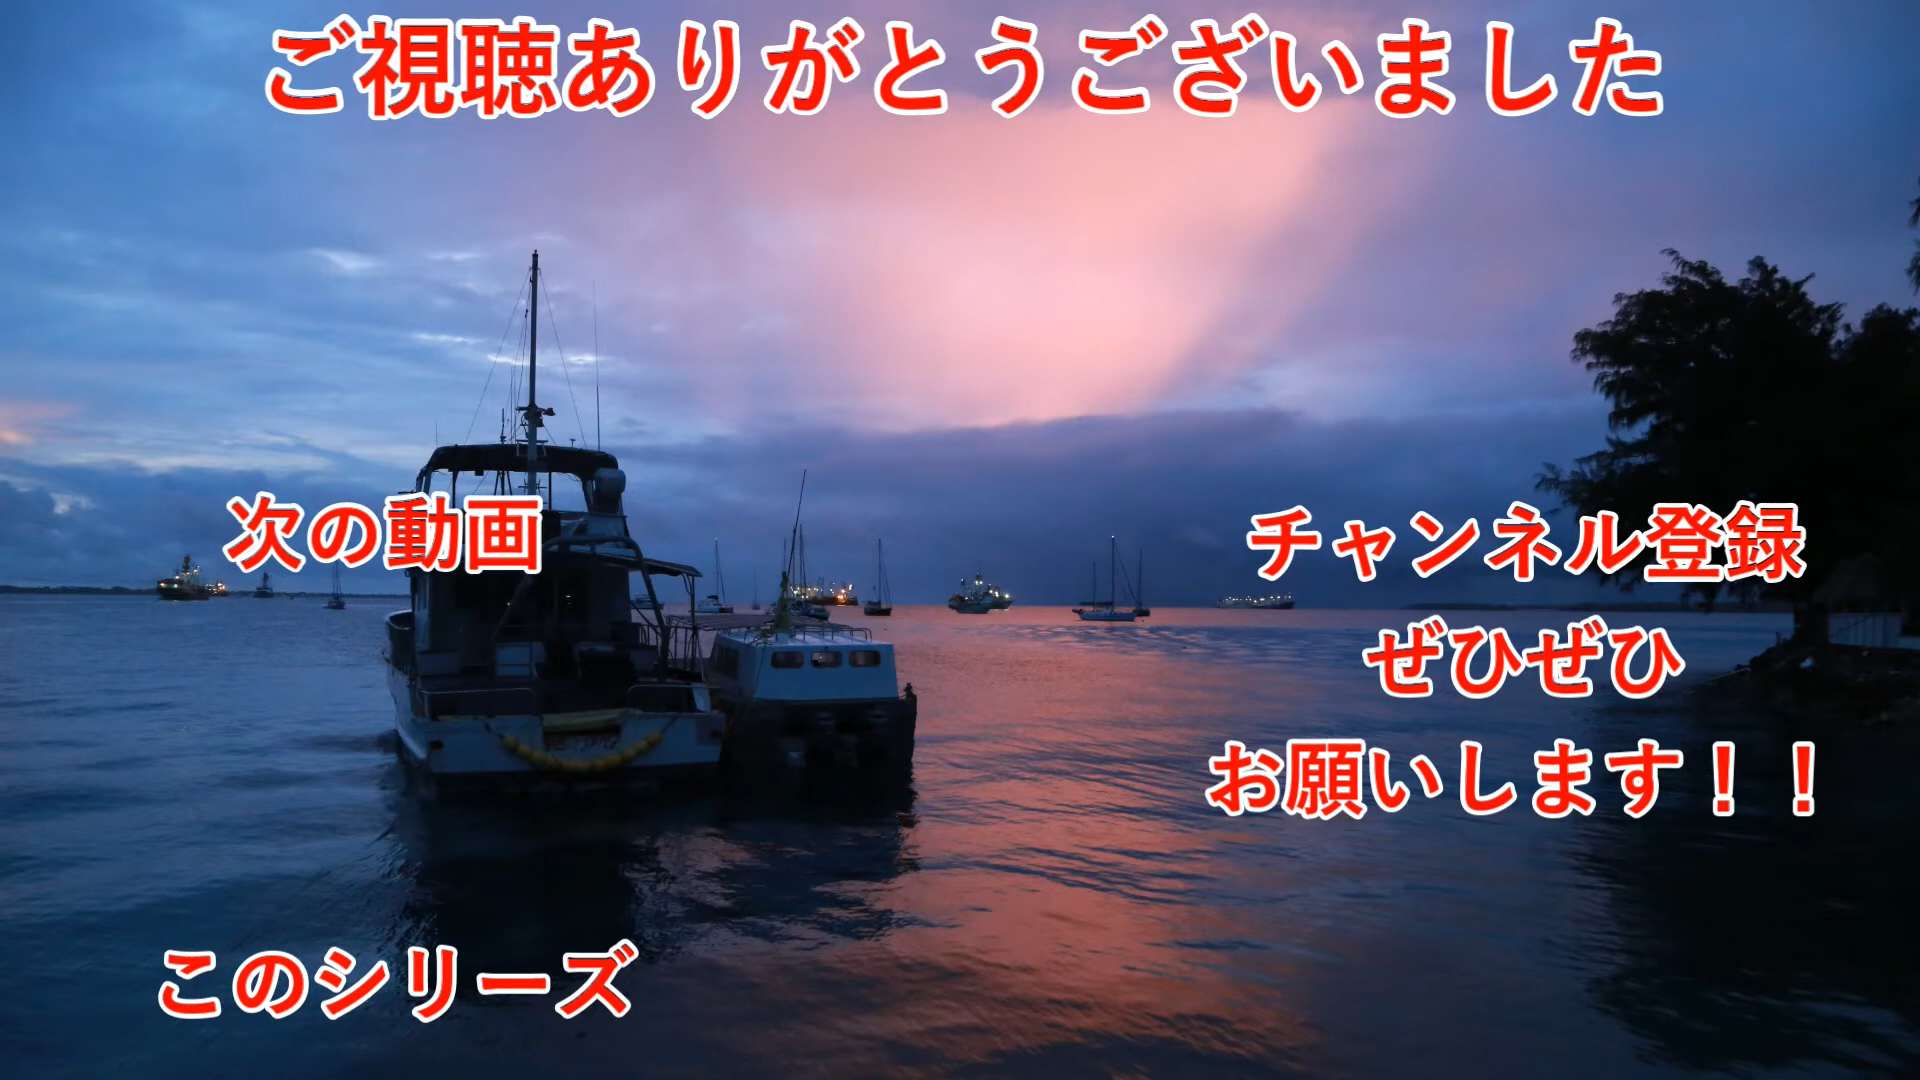 ご視聴ありがとうございました
次の動画
チャンネル登録
ぜひぜひ
お願いします！！
このシリーズ